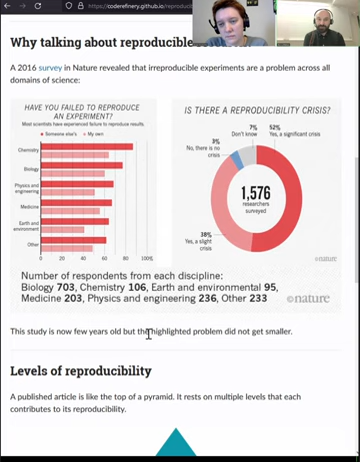 https://coderefinery.github.io/reproduci
Why talking about reproducible
A 2016 survey in Nature revealed that irreproducible experiments are a problem across all
domains of science:
HAVE YOU FAILED TO REPRODUCE
AN EXPERIMENT?
Most scientists have experienced failure to reproduce results.
Someone else's
My own
Chemistry
Biology
Physics and
engineering
Medicine
Earth and
environment
Other
0
20
40
60
80
100%
IS THERE A REPRODUCIBILITY CRISIS?
7%
Don't know
52%
Yes, a significant crisis
3%
No, there is no
crisis
1,576
researchers
surveyed
38%
Yes, a slight
crisis
©nature
Number of respondents from each discipline:
Biology 703, Chemistry 106, Earth and environmental 95,
Medicine 203, Physics and engineering 236, Other 233
©nature
This study is now few years old but the highlighted problem did not get smaller.
Levels of reproducibility
A published article is like the top of a pyramid. It rests on multiple levels that each
contributes to its reproducibility.